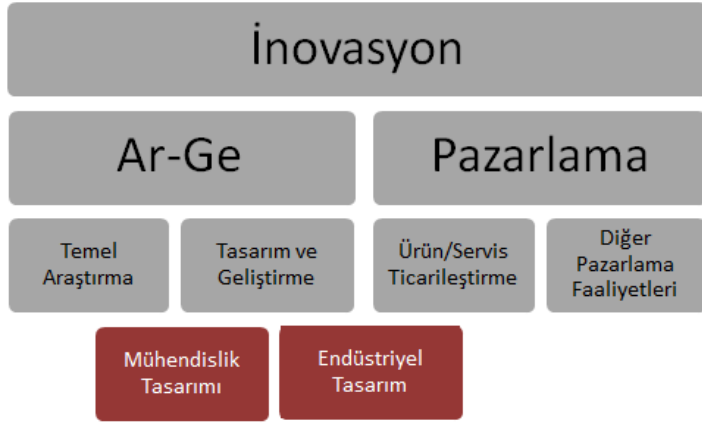 İnovasyon
Ar-Ge
Pazarlama
Temel
Araştırma
Tasarım ve
Geliştirme
Ürün/Servis
Ticarileştirme
Diğer
Pazarlama
Faaliyetleri
Mühendislik
Tasarımı
Endüstriyel
Tasarım